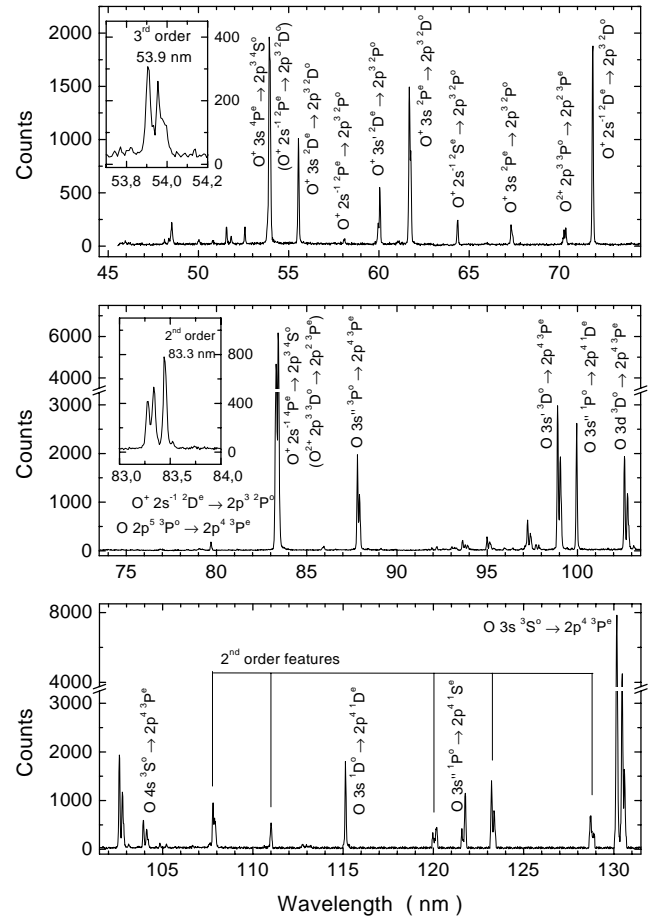 2000
1500
1000
500
0
Counts
3rd order
53.9 nm
400
300
200
0
53,8 54,0 54,2
O+ 3s 4Pe → 2p3 4So
(O+ 2s-1 2Pe → 2p3 2Do)
O+ 3s 2De → 2p3 2Do
O+ 2s-1 2Pe → 2p3 2Po
O+ 3s' 2De → 2p3 2Po
O+ 3s 2Pe → 2p3 2Do
O+ 2s-1 2Se → 2p3 2Po
O+ 3s 2Pe → 2p3 2Po
O2+ 2p3 3Po → 2p2 3Pe
O+ 2s-1 2De → 2p3 2Do
45 50 55 60 65 70
6000
4000
3000
2000
1000
0
Counts
2nd order
83.3 nm
800
400
0
83,0 83,5 84,0
O+ 2s-1 2De → 2p3 2Po
O 2p5 3Po → 2p4 3Pe
O+ 2s-1 4Pe → 2p3 4So
(O2+ 2p3 3Do → 2p2 3Pe)
O 3s'' 3Po → 2p4 3Pe
O 3s' 3Do → 2p4 3Pe
O 3s'' 1Po → 2p4 1De
O 3d 3Do → 2p4 3Pe
75 80 85 90 95 100
8000
4000
3000
2000
1000
0
Counts
O 3s 3So → 2p4 3Pe
2nd order features
O 4s 3So → 2p4 3Pe
O 3s 1Do → 2p4 1De
O 3s'' 1Po → 2p4 1Se
105 110 115 120 125 130
Wavelength ( nm )